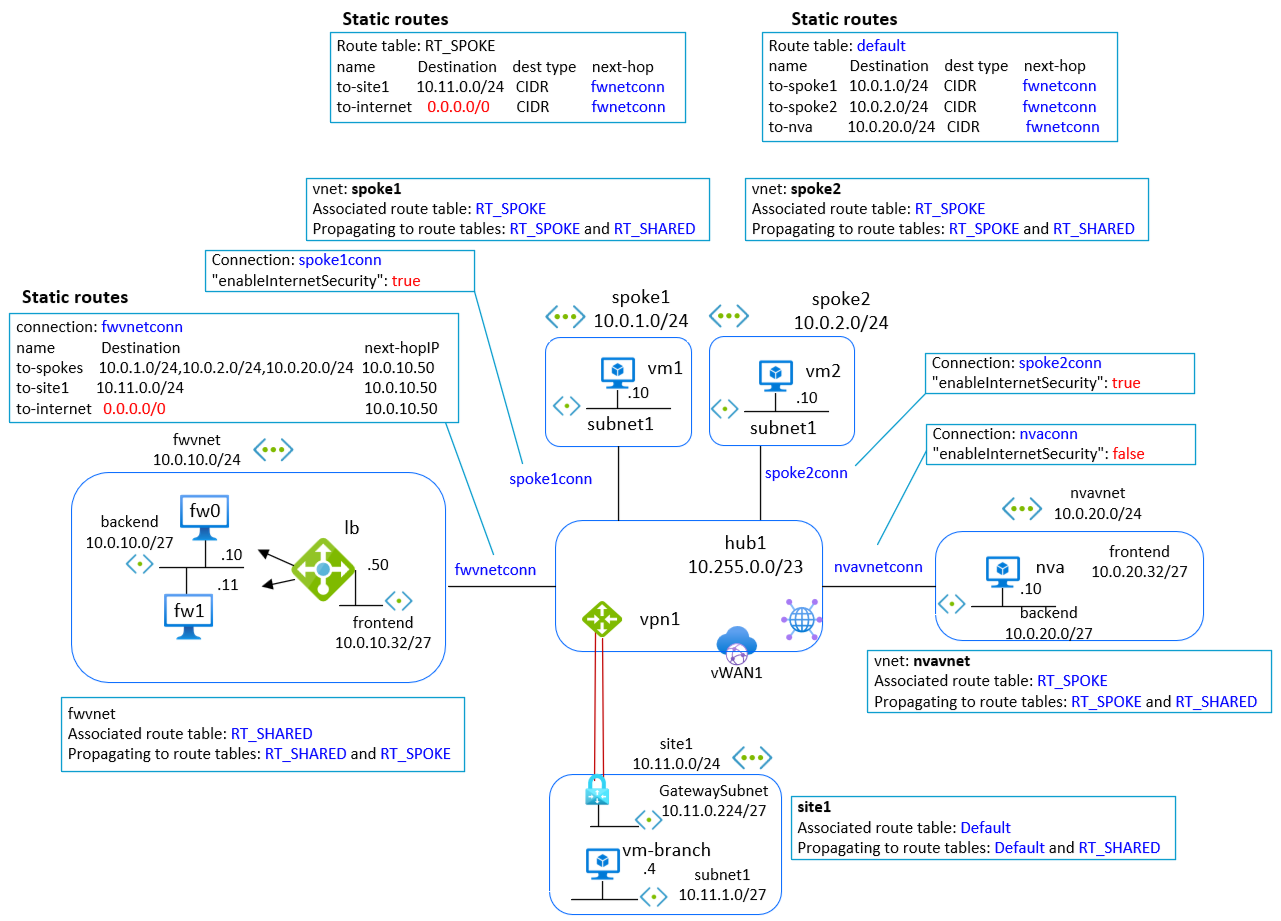 Static routes
Route table: RT_SPOKE
name Destination dest type next-hop
to-site1 10.11.0.0/24 CIDR fwnetconn
to-internet 0.0.0.0/0 CIDR fwnetconn
Static routes
Route table: default
name Destination dest type next-hop
to-spoke1 10.0.1.0/24 CIDR fwnetconn
to-spoke2 10.0.2.0/24 CIDR fwnetconn
to-nva 10.0.20.0/24 CIDR fwnetconn
vnet: spoke1
Associated route table: RT_SPOKE
Propagating to route tables: RT_SPOKE and RT_SHARED
vnet: spoke2
Associated route table: RT_SPOKE
Propagating to route tables: RT_SPOKE and RT_SHARED
Connection: spoke1conn
"enableInternetSecurity": true
Static routes
connection: fwvnetconn
name Destination next-hopIP
to-spokes 10.0.1.0/24,10.0.2.0/24,10.0.20.0/24 10.0.10.50
to-site1 10.11.0.0/24 10.0.10.50
to-internet 0.0.0.0/0 10.0.10.50
spoke1
10.0.1.0/24
vm1
.10
subnet1
spoke2
10.0.2.0/24
vm2
.10
subnet1
Connection: spoke2conn
"enableInternetSecurity": true
Connection: nvaconn
"enableInternetSecurity": false
spoke1conn
spoke2conn
fwvnet
10.0.10.0/24
backend
10.0.10.0/27
fw0
.10
.11
fw1
lb
.50
frontend
10.0.10.32/27
fwvnetconn
hub1
10.255.0.0/23
vpn1
vWAN1
nvavnetconn
nvavnet
10.0.20.0/24
frontend
10.0.20.32/27
nva
.10
backend
10.0.20.0/27
vnet: nvavnet
Associated route table: RT_SPOKE
Propagating to route tables: RT_SPOKE and RT_SHARED
fwvnet
Associated route table: RT_SHARED
Propagating to route tables: RT_SHARED and RT_SPOKE
site1
10.11.0.0/24
GatewaySubnet
10.11.0.224/27
vm-branch
.4
subnet1
10.11.1.0/27
site1
Associated route table: Default
Propagating to route tables: Default and RT_SHARED